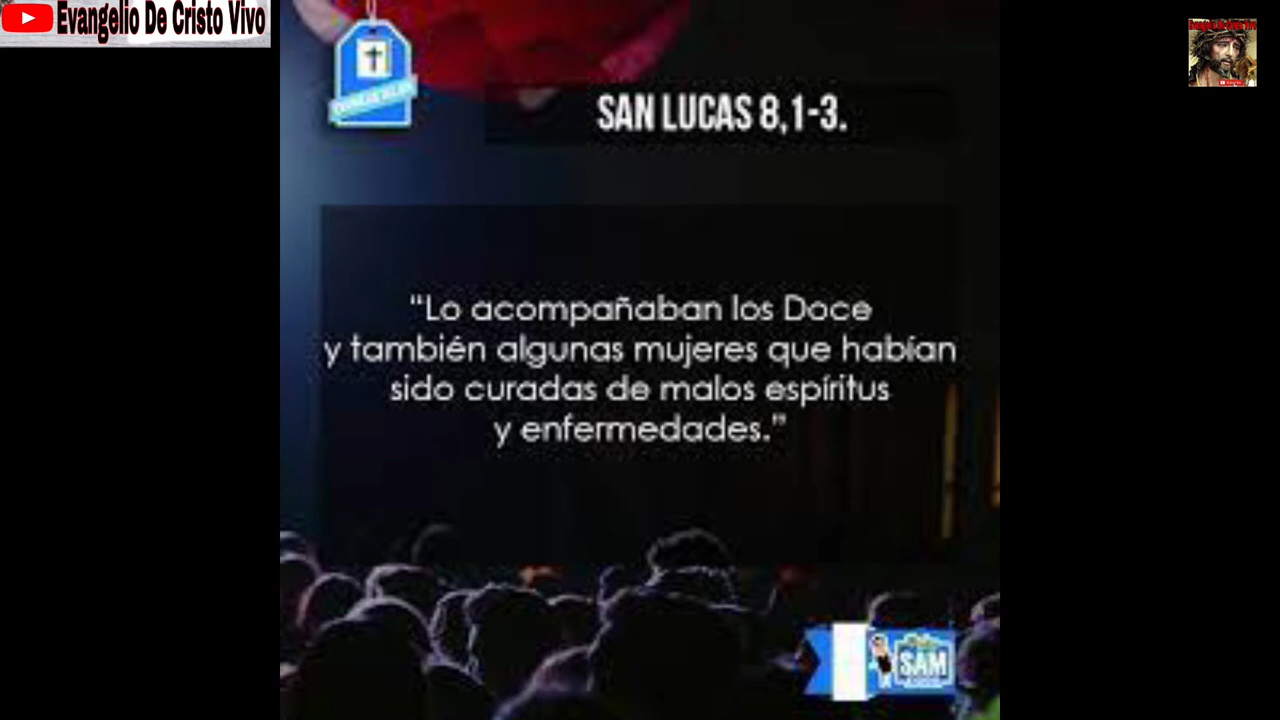 Evangelio De Cristo Vivo
SAN LUCAS 8,1-3.
“Lo acompañaban los Doce
y también algunas mujeres que habían
sido curadas de malos espíritus
y enfermedades.”
SAM